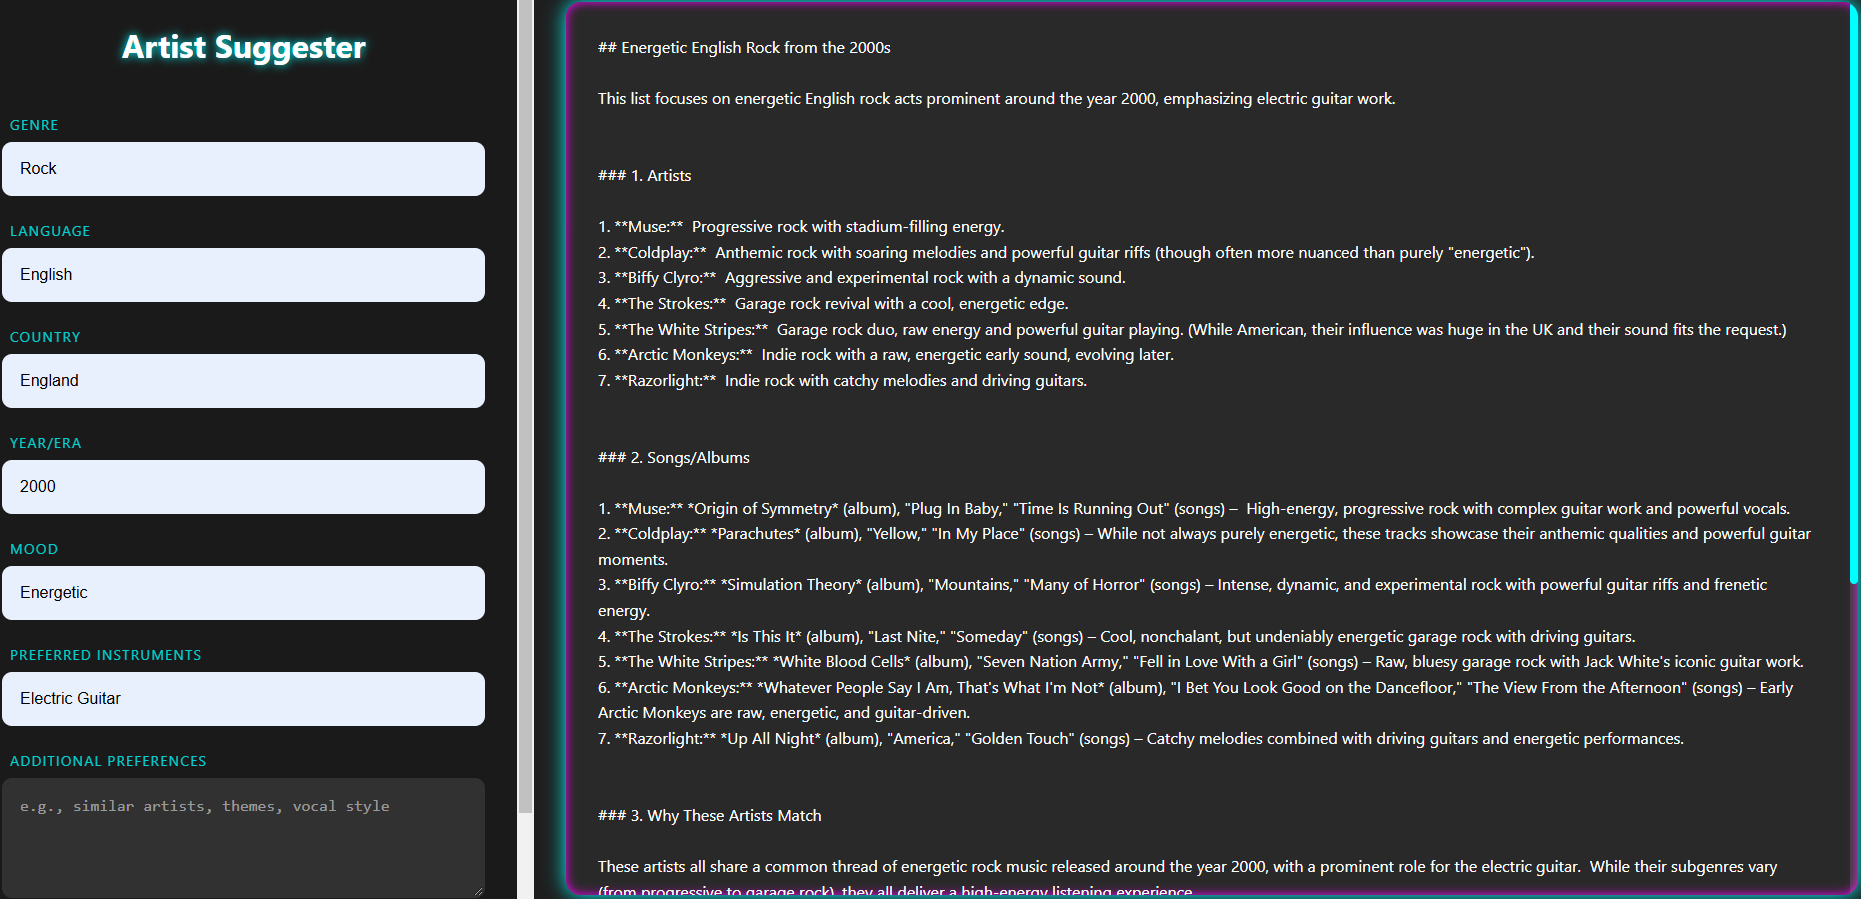 Artist Suggester
GENRE
Rock
LANGUAGE
English
COUNTRY
England
YEAR/ERA
2000
MOOD
Energetic
PREFERRED INSTRUMENTS
Electric Guitar
ADDITIONAL PREFERENCES
e.g., similar artists, themes, vocal style
## Energetic English Rock from the 2000s
This list focuses on energetic English rock acts prominent around the year 2000, emphasizing electric guitar work.
### 1. Artists
1. **Muse:**  Progressive rock with stadium-filling energy.
2. **Coldplay:**  Anthemic rock with soaring melodies and powerful guitar riffs (though often more nuanced than purely "energetic").
3. **Biffy Clyro:**  Aggressive and experimental rock with a dynamic sound.
4. **The Strokes:**  Garage rock revival with a cool, energetic edge.
5. **The White Stripes:**  Garage rock duo, raw energy and powerful guitar playing. (While American, their influence was huge in the UK and their sound fits the request.)
6. **Arctic Monkeys:**  Indie rock with a raw, energetic early sound, evolving later.
7. **Razorlight:**  Indie rock with catchy melodies and driving guitars.
### 2. Songs/Albums
1. **Muse:** *Origin of Symmetry* (album), "Plug In Baby," "Time Is Running Out" (songs) –  High-energy, progressive rock with complex guitar work and powerful vocals.
2. **Coldplay:** *Parachutes* (album), "Yellow," "In My Place" (songs) – While not always purely energetic, these tracks showcase their anthemic qualities and powerful guitar
moments.
3. **Biffy Clyro:** *Simulation Theory* (album), "Mountains," "Many of Horror" (songs) – Intense, dynamic, and experimental rock with powerful guitar riffs and frenetic
energy.
4. **The Strokes:** *Is This It* (album), "Last Nite," "Someday" (songs) – Cool, nonchalant, but undeniably energetic garage rock with driving guitars.
5. **The White Stripes:** *White Blood Cells* (album), "Seven Nation Army," "Fell in Love With a Girl" (songs) – Raw, bluesy garage rock with Jack White's iconic guitar work.
6. **Arctic Monkeys:** *Whatever People Say I Am, That's What I'm Not* (album), "I Bet You Look Good on the Dancefloor," "The View From the Afternoon" (songs) – Early
Arctic Monkeys are raw, energetic, and guitar-driven.
7. **Razorlight:** *Up All Night* (album), "America," "Golden Touch" (songs) – Catchy melodies combined with driving guitars and energetic performances.
### 3. Why These Artists Match
These artists all share a common thread of energetic rock music released around the year 2000, with a prominent role for the electric guitar.  While their subgenres vary
(from progressive to garage rock), they all deliver a high-energy listening experience.